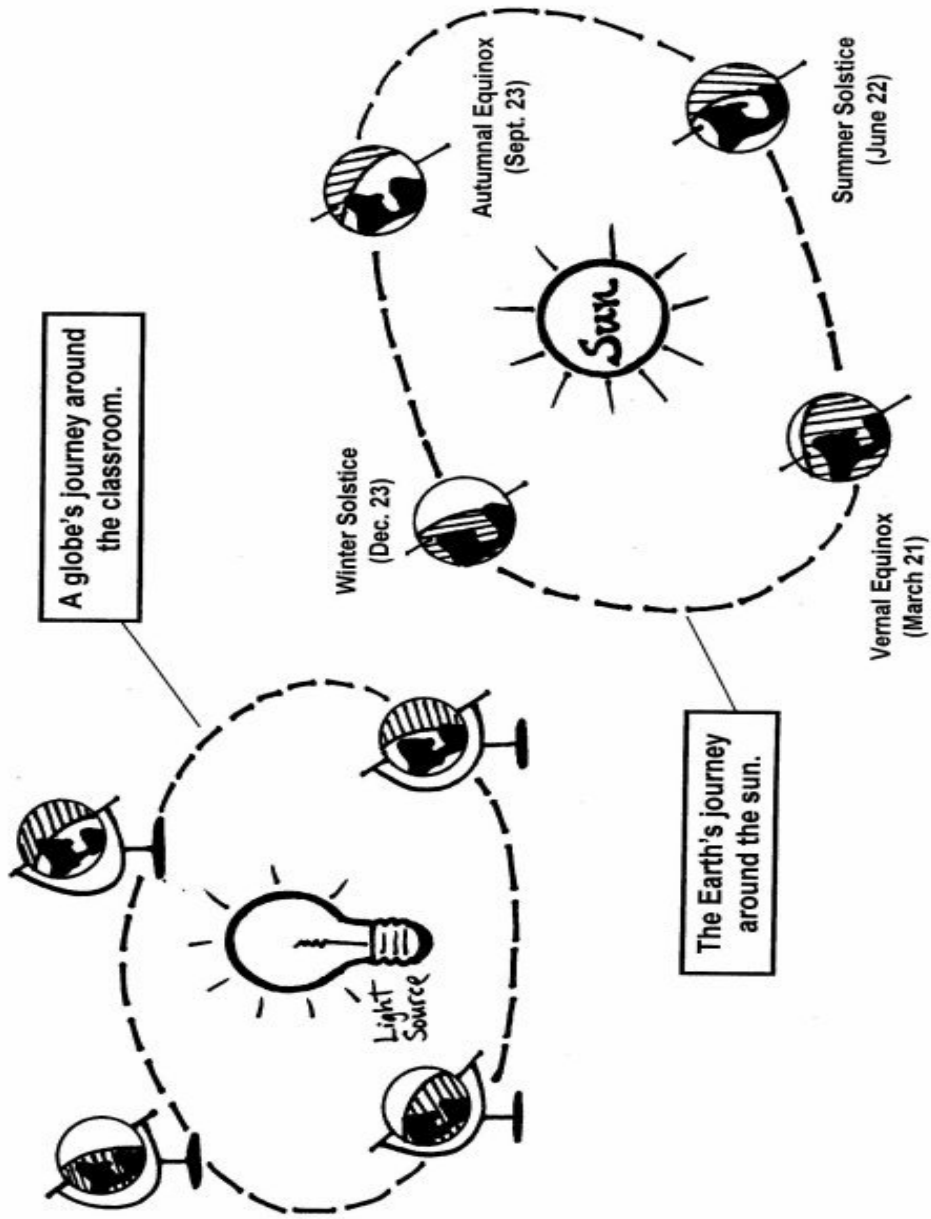 A globe's journey around
the classroom.
Light
Source
Winter Solstice
(Dec. 23)
Autumnal Equinox
(Sept. 23)
Sun
Vernal Equinox
(March 21)
Summer Solstice
(June 22)
The Earth's journey
around the sun.